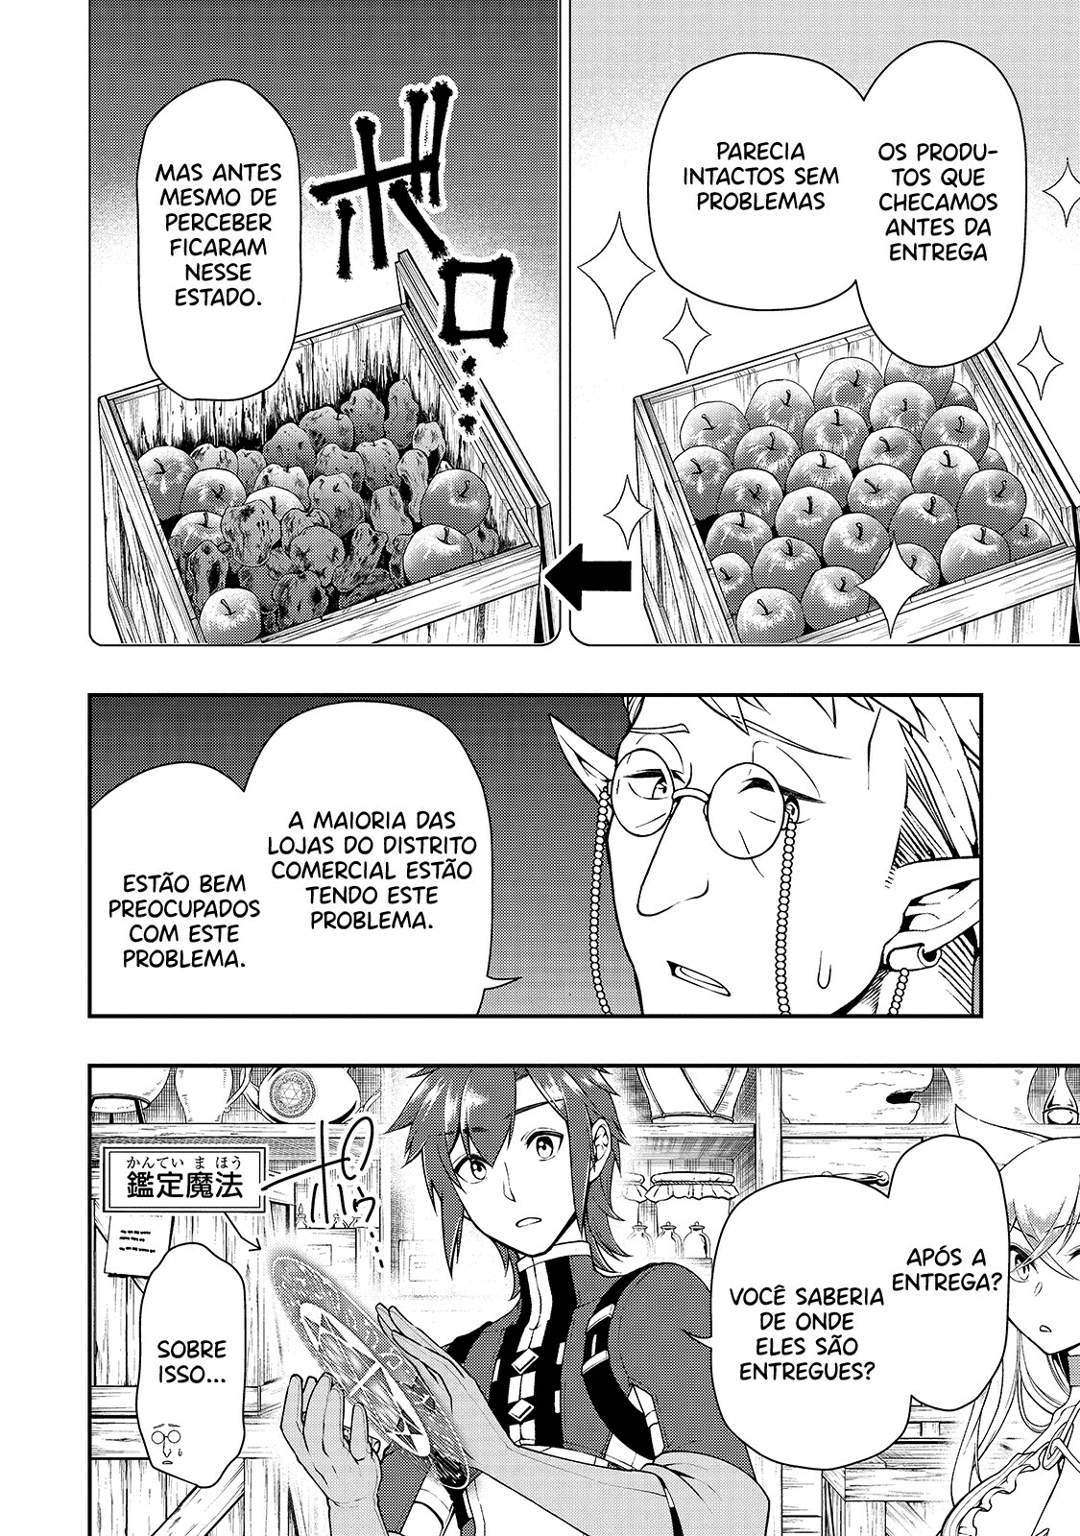 OS PRODU-
TOS QUE
CHECAMOS
ANTES DA
ENTREGA
PARECIA
INTACTOS SEM
PROBLEMAS
MAS ANTES
MESMO DE
PERCEBER
FICARAM
NESSE
ESTADO.
ボロ...
A MAIORIA DAS
LOJAS DO DISTRITO
COMERCIAL ESTÃO
TENDO ESTE
PROBLEMA.
ESTÃO BEM
PREOCUPADOS
COM ESTE
PROBLEMA.
APÓS A
ENTREGA?
VOCÊ SABERIA
DE ONDE
ELES SÃO
ENTREGUES?
かんてい ま ほう
鑑定魔法
ポゥ...
SOBRE
ISSO...